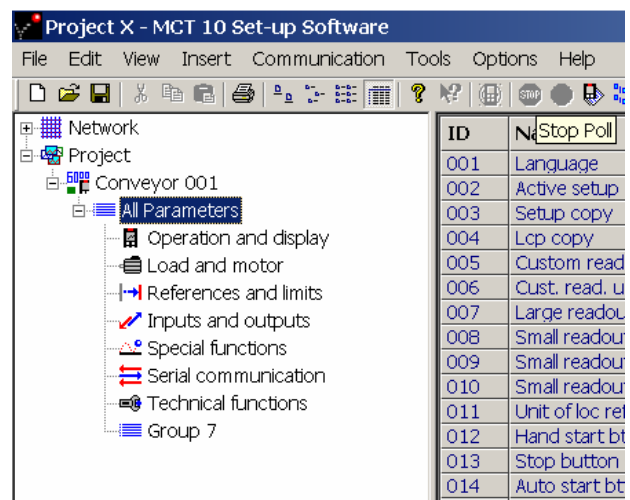 Project X - MCT 10 Set-up Software
File Edit View Insert Communication Tools Options Help
STOP
Stop Poll
Network
Project
5000 Conveyor 001
All Parameters
Operation and display
Load and motor
References and limits
Inputs and outputs
Special functions
Serial communication
Technical functions
Group 7
ID
001 Language
002 Active setup
003 Setup copy
004 Lcp copy
005 Custom read
006 Cust. read. u
007 Large readou
008 Small readou
009 Small readou
010 Small readou
011 Unit of loc ref
012 Hand start bt
013 Stop button
014 Auto start bt